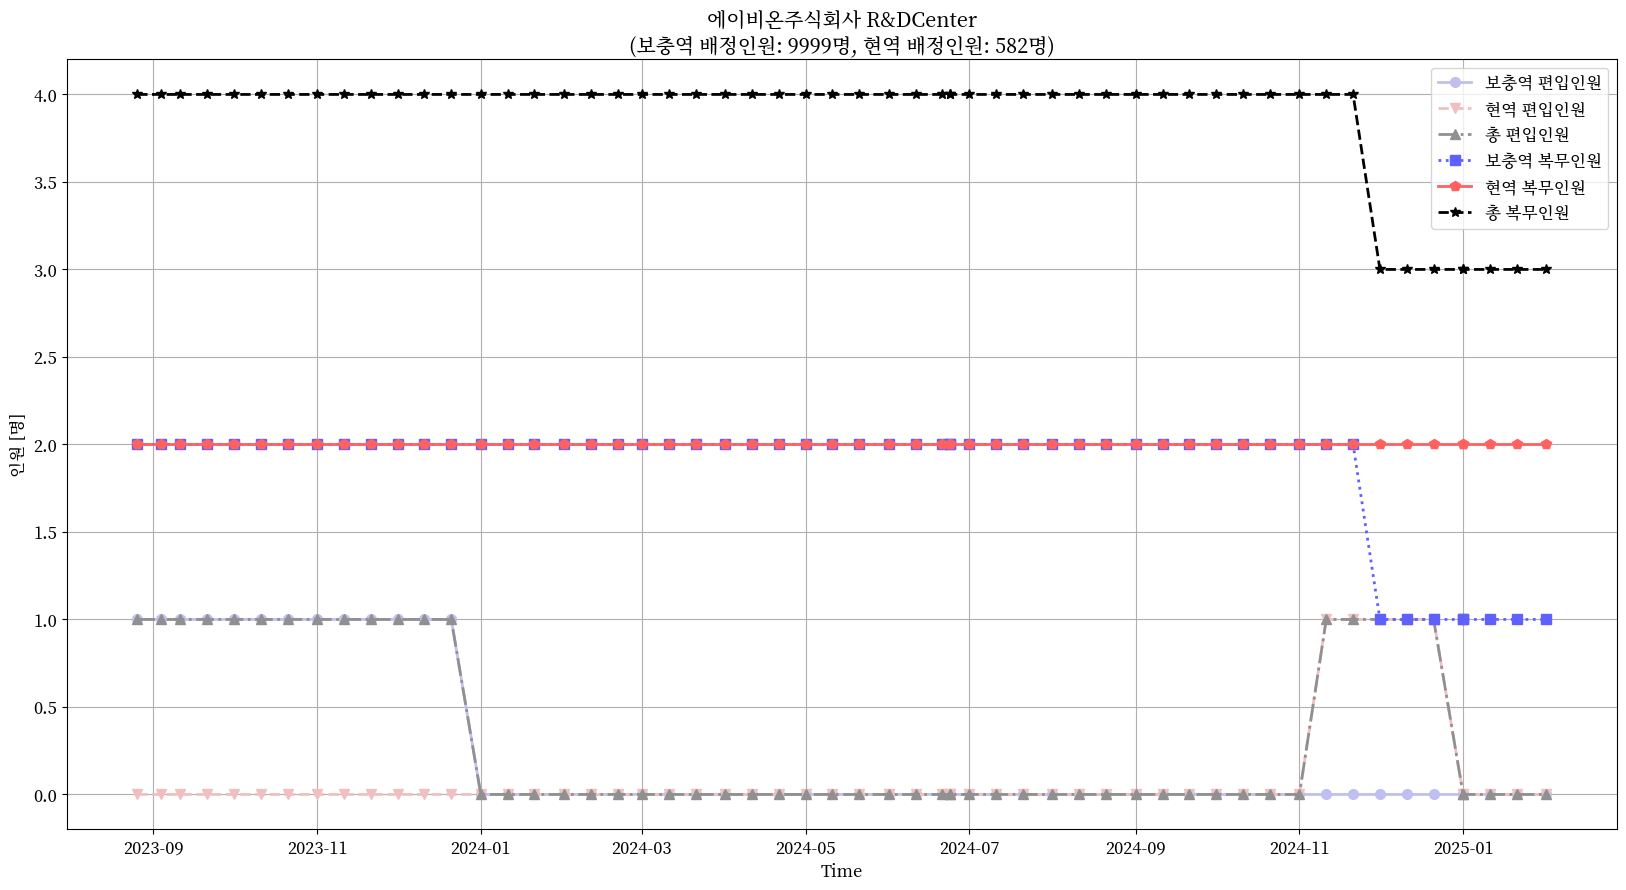 에이비온주식회사 R&DCenter
(보충역 배정인원: 9999명, 현역 배정인원: 582명)
보충역 편입인원
현역 편입인원
총 편입인원
보충역 복무인원
현역 복무인원
총 복무인원
4.0
3.5
3.0
2.5
2.0
1.5
1.0
0.5
0.0
인원 [명]
2023-09 2023-11 2024-01 2024-03 2024-05 2024-07 2024-09 2024-11 2025-01
Time